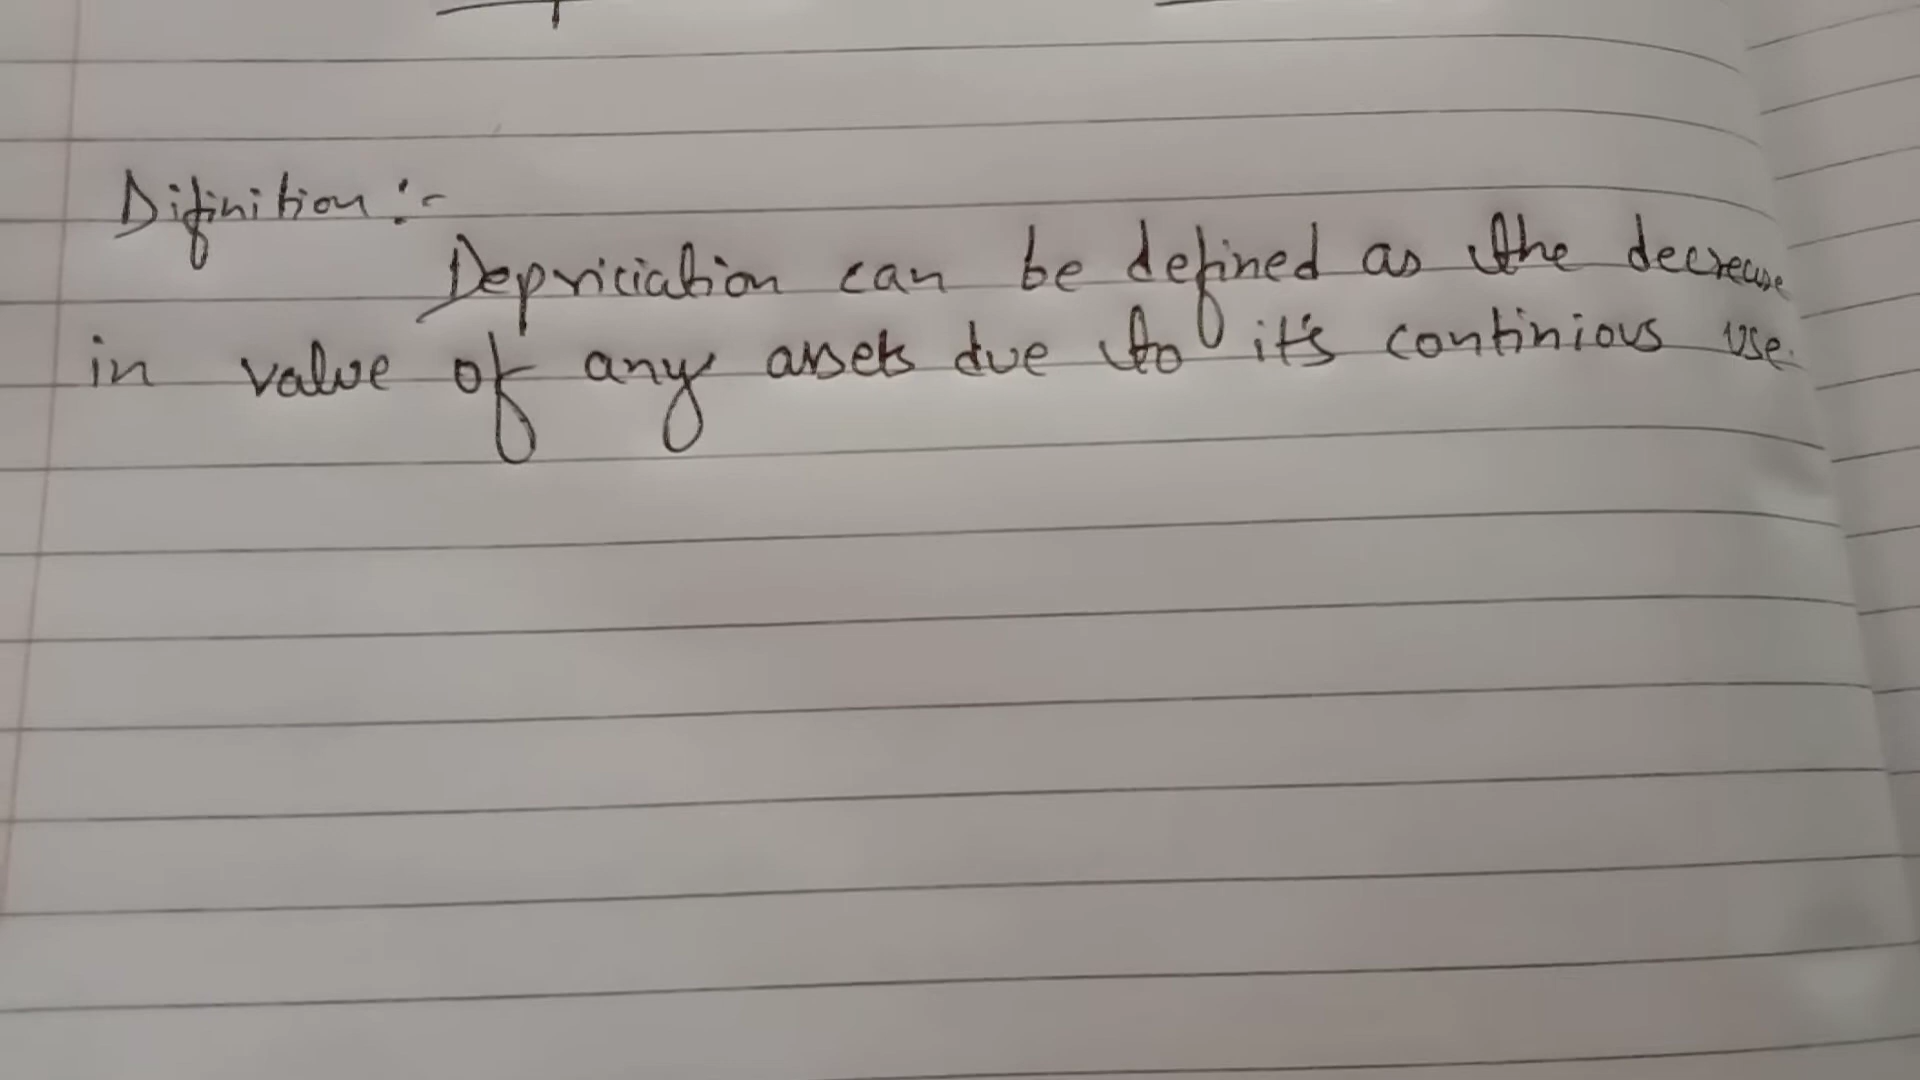 Difinition :-
Depriciation can be defined as the decrease
in value of any assets due to it's continious use.